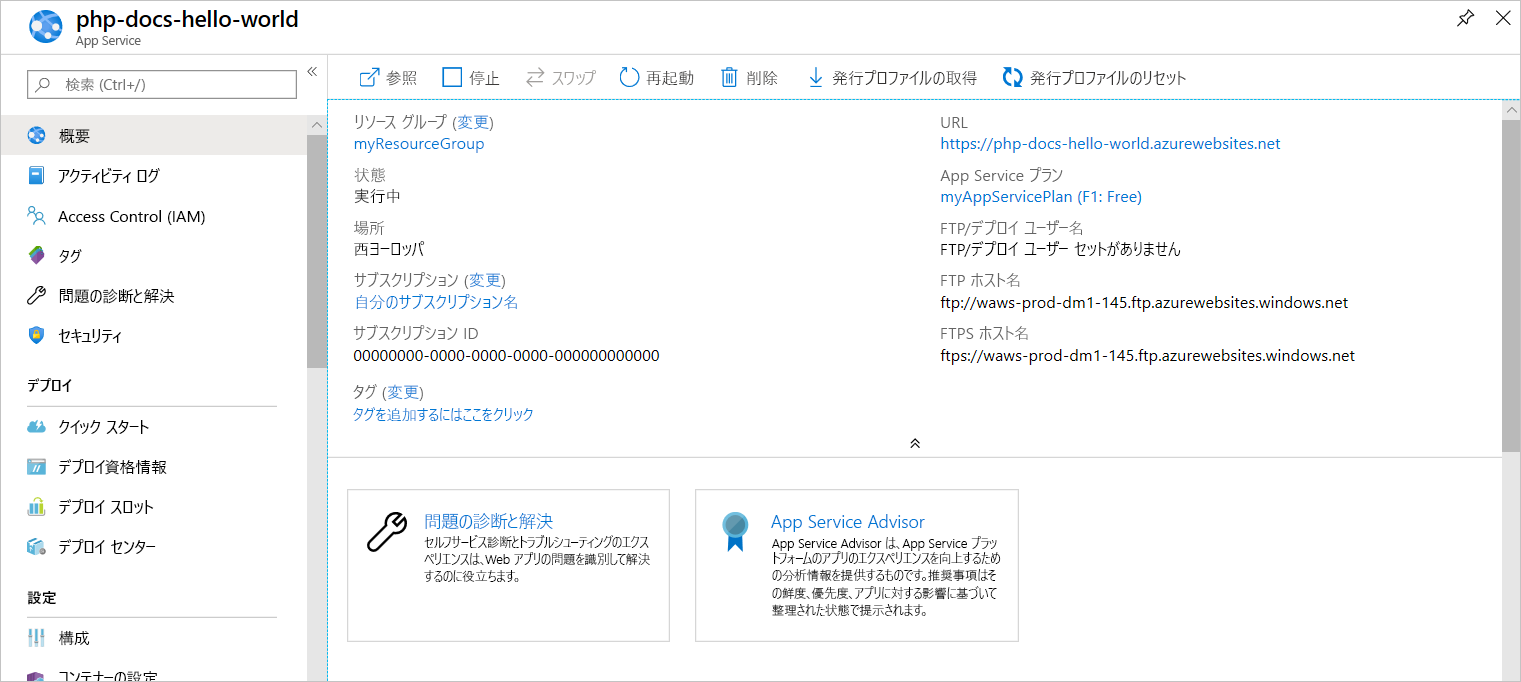 php-docs-hello-world
App Service
検索 (Ctrl+/)
概要
アクティビティ ログ
Access Control (IAM)
タグ
問題の診断と解決
セキュリティ
デプロイ
クイック スタート
デプロイ資格情報
デプロイ スロット
デプロイ センター
設定
構成
コンテナーの設定
参照
停止
スワップ
再起動
削除
発行プロファイルの取得
発行プロファイルのリセット
リソース グループ (変更)
myResourceGroup
状態
実行中
場所
西ヨーロッパ
サブスクリプション (変更)
自分のサブスクリプション名
サブスクリプション ID
00000000-0000-0000-0000-000000000000
タグ (変更)
タグを追加するにはここをクリック
URL
https://php-docs-hello-world.azurewebsites.net
App Service プラン
myAppServicePlan (F1: Free)
FTP/デプロイ ユーザー名
FTP/デプロイ ユーザー セットがありません
FTP ホスト名
ftp://waws-prod-dm1-145.ftp.azurewebsites.windows.net
FTPS ホスト名
ftps://waws-prod-dm1-145.ftp.azurewebsites.windows.net
問題の診断と解決
セルフサービス診断とトラブルシューティングのエクス
ペリエンスは、Web アプリの問題を識別して解決
するのに役立ちます。
App Service Advisor
App Service Advisor は、App Service プラッ
トフォームのアプリのエクスペリエンスを向上するため
の分析情報を提供するものです。推奨事項はそ
の鮮度、優先度、アプリに対する影響に基づいて
整理された状態で提示されます。